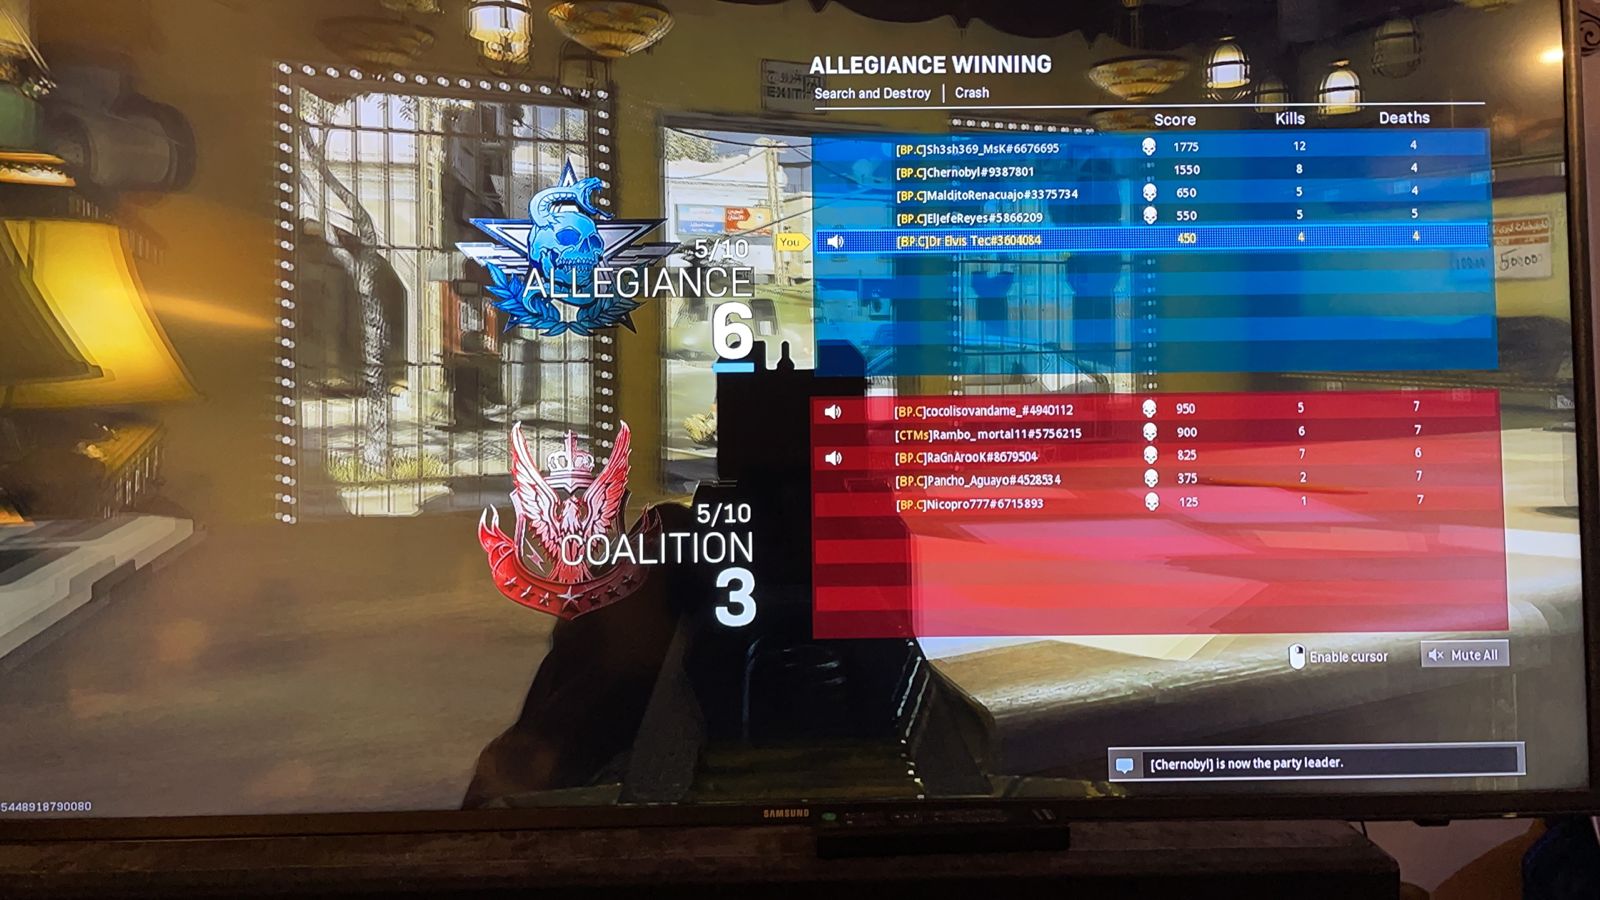 ALLEGIANCE WINNING
Search and Destroy | Crash
Score Kills Deaths
[BP.C]Sh3sh369_MsK#6676695 1775 12 4
[BP.C]Chernobyl#9387801 1550 8 4
[BP.C]MalditoRenacuajo#3375734 650 5 4
[BP.C]ElJefeReyes#5866209 550 5 5
You [BP.C]Dr Elvis Tec#3604084 450 4 4
5/10
ALLEGIANCE
6
[BP.C]cocolisovandame_#4940112 950 5 7
[CTMs]Rambo_mortal11#5756215 900 6 7
[BP.C]RaGnArooK#8679504 825 7 6
[BP.C]Pancho_Aguayo#4528534 375 2 7
[BP.C]Nicopro777#6715893 125 1 7
5/10
COALITION
3
Enable cursor Mute All
[Chernobyl] is now the party leader.
5448918790080
SAMSUNG